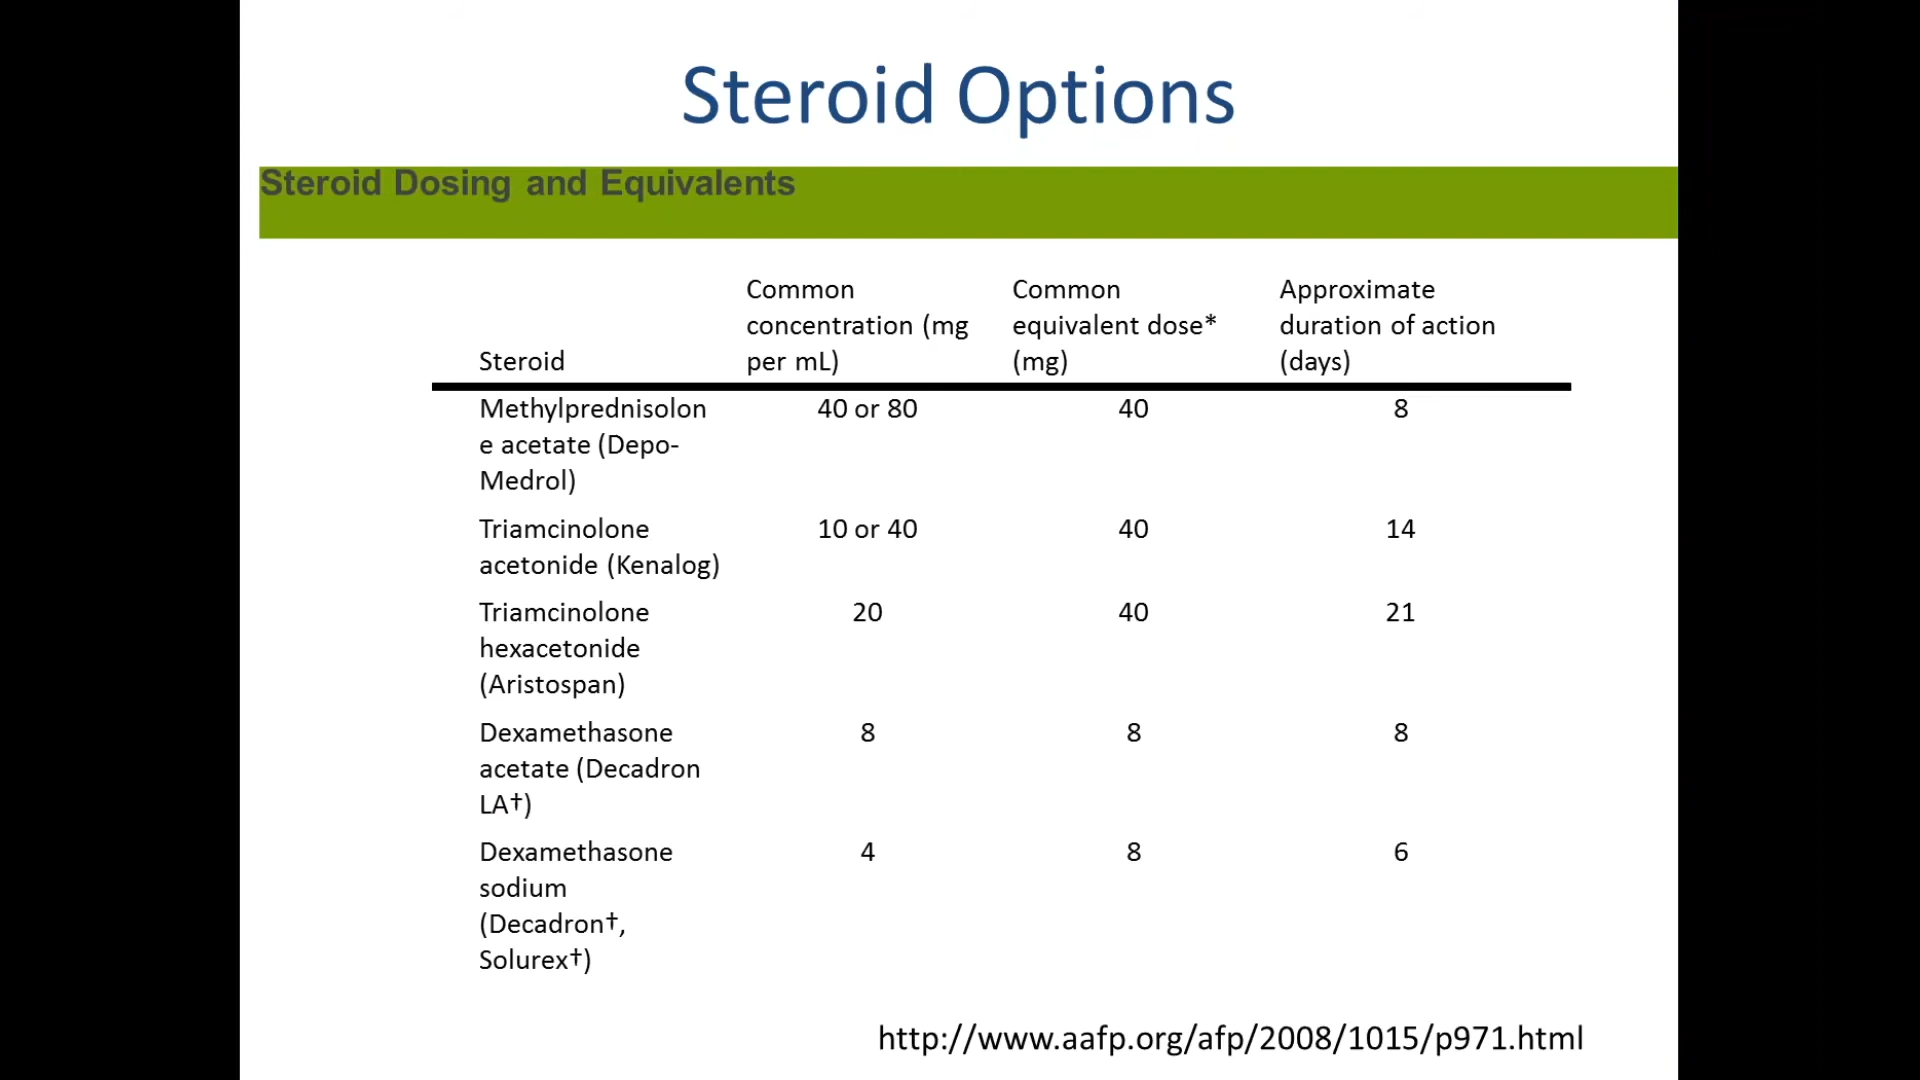 Steroid Options
Steroid Dosing and Equivalents
Steroid
Common
concentration (mg
per mL)
Common
equivalent dose*
(mg)
Approximate
duration of action
(days)
Methylprednisolon
e acetate (Depo-
Medrol)
40 or 80
40
8
Triamcinolone
acetonide (Kenalog)
10 or 40
40
14
Triamcinolone
hexacetonide
(Aristospan)
20
40
21
Dexamethasone
acetate (Decadron
LA†)
8
8
8
Dexamethasone
sodium
(Decadron†,
Solurex†)
4
8
6
http://www.aafp.org/afp/2008/1015/p971.html